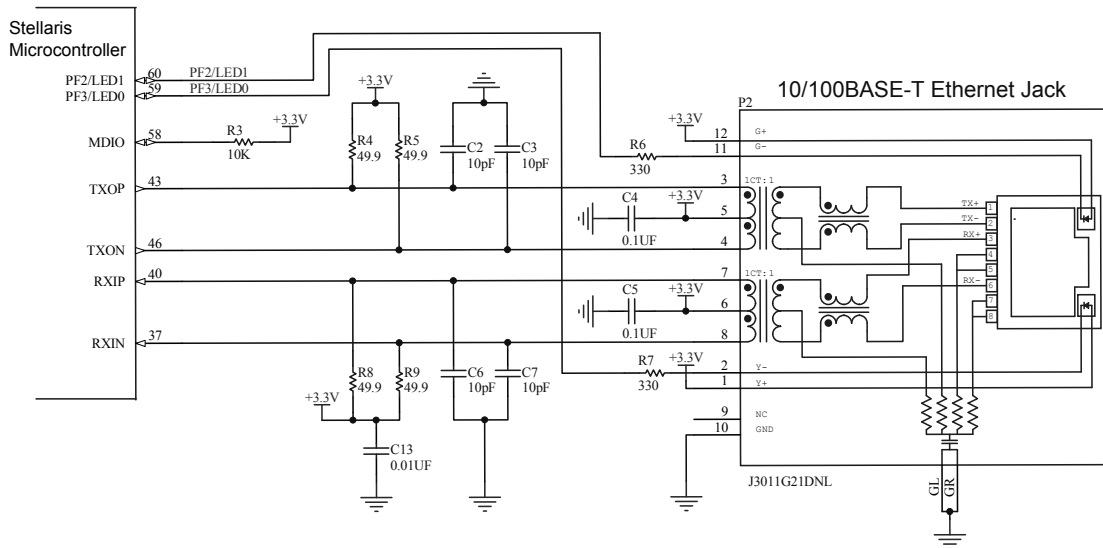 Stellaris
Microcontroller
10/100BASE-T Ethernet Jack
P2
PF2/LED1 60 PF2/LED1
PF3/LED0 59 PF3/LED0
MDIO 58
R3
10K
+3.3V
TXOP 43
TXON 46
RXIP 40
RXIN 37
+3.3V
R4
49.9
R5
49.9
C2
10pF
C3
10pF
+3.3V
12 G+
11 G-
R6
330
3 1CT:1
C4
0.1UF
+3.3V
5
4
7 1CT:1
C5
0.1UF
+3.3V
6
8
TX+ 1
TX- 2
RX+ 3
4
5
RX- 6
7
8
R7
330
+3.3V
2 Y-
1 Y+
9 NC
10 GND
R8
49.9
R9
49.9
C6
10pF
C7
10pF
+3.3V
C13
0.01UF
J3011G21DNL
GL
GR